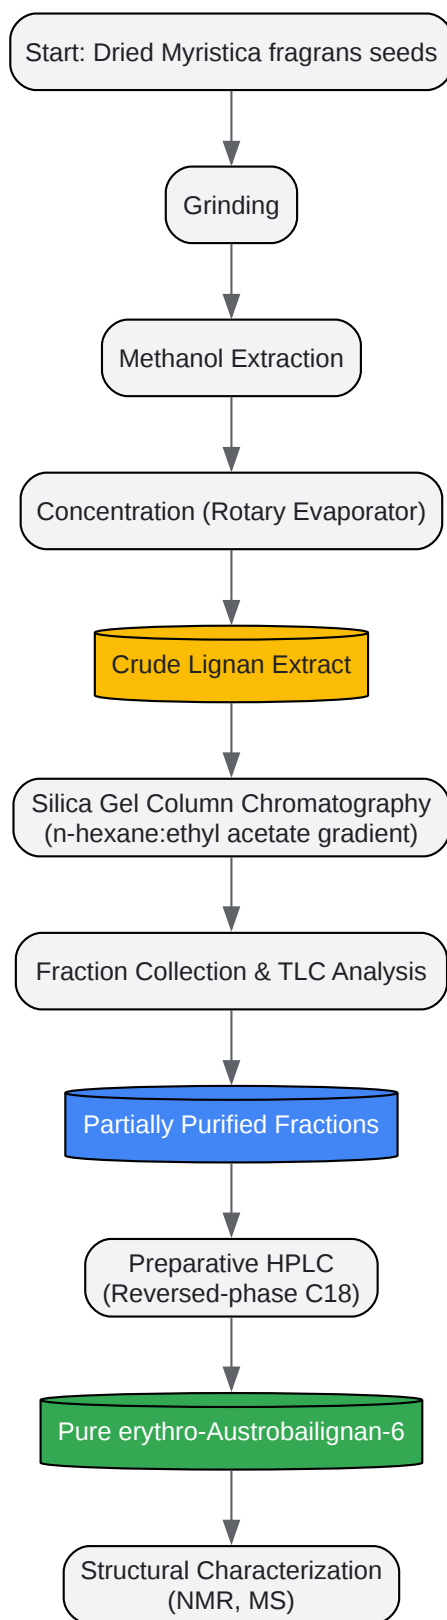 Start: Dried Myristica fragrans seeds
Grinding
Methanol Extraction
Concentration (Rotary Evaporator)
Crude Lignan Extract
Silica Gel Column Chromatography
(n-hexane:ethyl acetate gradient)
Fraction Collection & TLC Analysis
Partially Purified Fractions
Preparative HPLC
(Reversed-phase C18)
Pure erythro-Austrobailignan-6
Structural Characterization
(NMR, MS)